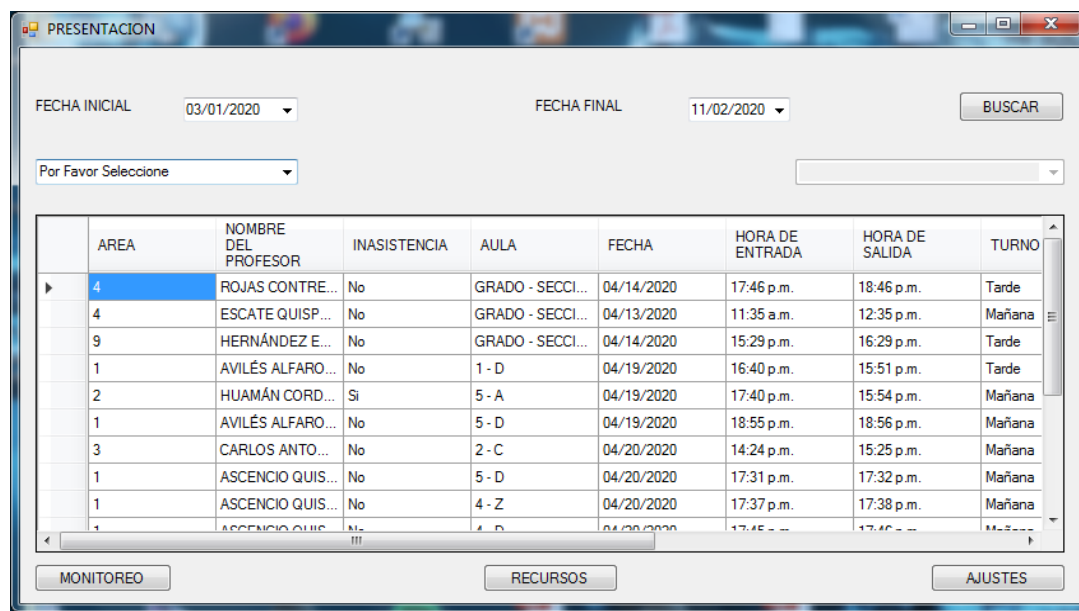 PRESENTACION
FECHA INICIAL 03/01/2020 FECHA FINAL 11/02/2020 BUSCAR
Por Favor Seleccione
AREA NOMBRE DEL PROFESOR INASISTENCIA AULA FECHA HORA DE ENTRADA HORA DE SALIDA TURNO
4 ROJAS CONTRE... No GRADO - SECCI... 04/14/2020 17:46 p.m. 18:46 p.m. Tarde
4 ESCATE QUISP... No GRADO - SECCI... 04/13/2020 11:35 a.m. 12:35 p.m. Mañana
9 HERNÁNDEZ E... No GRADO - SECCI... 04/14/2020 15:29 p.m. 16:29 p.m. Tarde
1 AVILÉS ALFARO... No 1 - D 04/19/2020 16:40 p.m. 15:51 p.m. Tarde
2 HUAMÁN CORD... Si 5 - A 04/19/2020 17:40 p.m. 15:54 p.m. Mañana
1 AVILÉS ALFARO... No 5 - D 04/19/2020 18:55 p.m. 18:56 p.m. Mañana
3 CARLOS ANTO... No 2 - C 04/20/2020 14:24 p.m. 15:25 p.m. Mañana
1 ASCENCIO QUIS... No 5 - D 04/20/2020 17:31 p.m. 17:32 p.m. Mañana
1 ASCENCIO QUIS... No 4 - Z 04/20/2020 17:37 p.m. 17:38 p.m. Mañana
MONITOREO RECURSOS AJUSTES